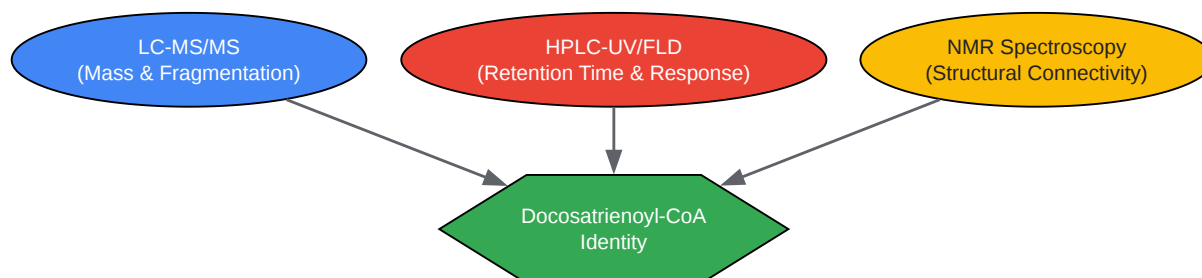 LC-MS/MS
(Mass & Fragmentation)
HPLC-UV/FLD
(Retention Time & Response)
NMR Spectroscopy
(Structural Connectivity)
Docosatrienoyl-CoA
Identity